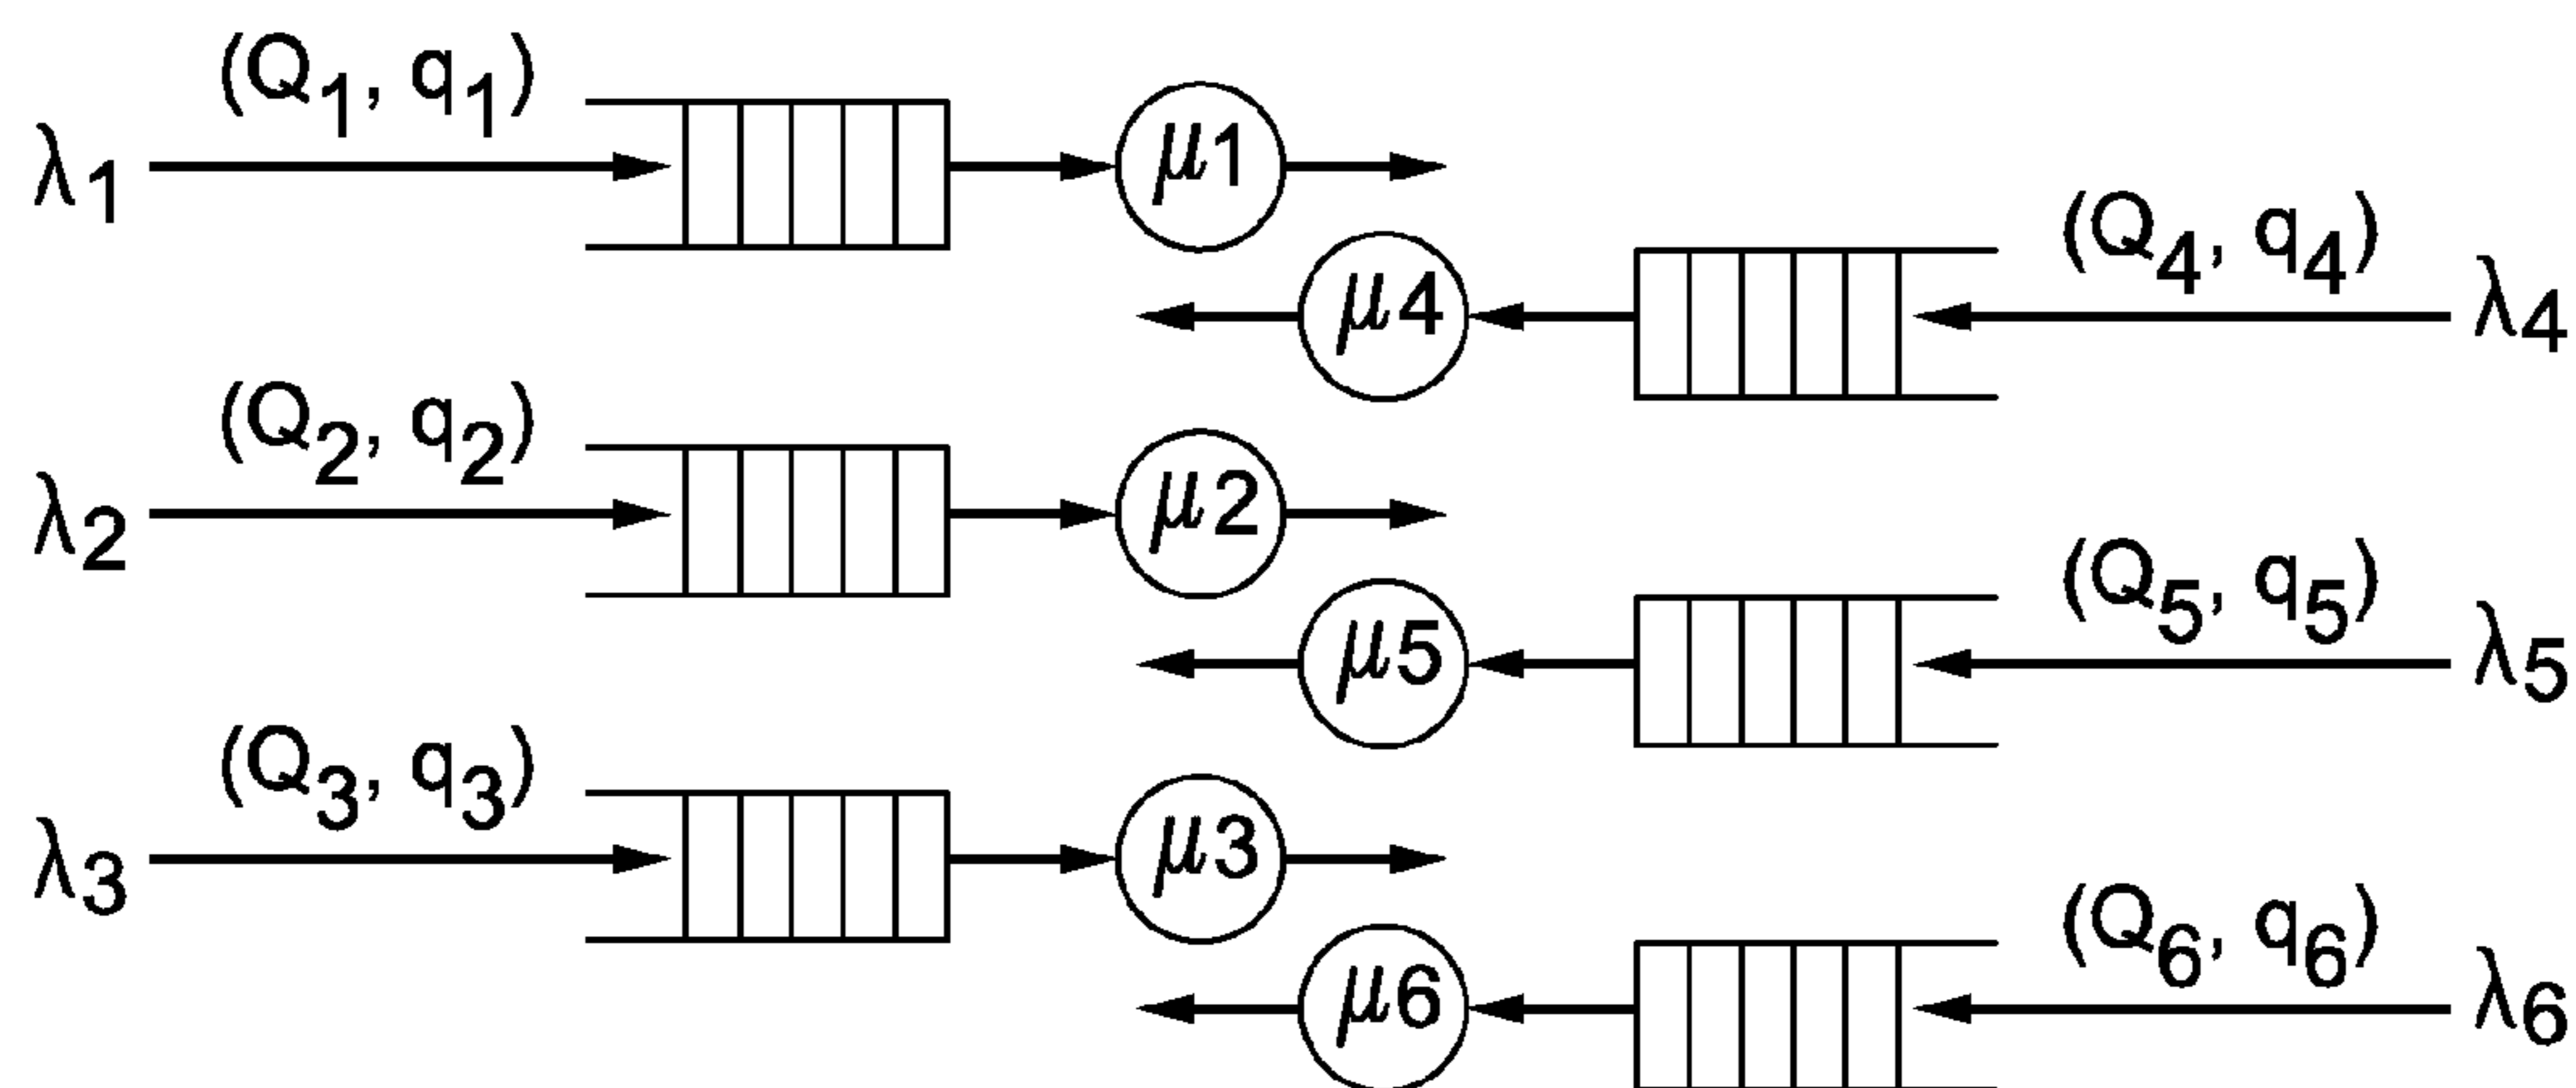 (Q1, q1)
λ1
μ1
(Q4, q4)
μ4
λ4
(Q2, q2)
λ2
μ2
(Q5, q5)
μ5
λ5
(Q3, q3)
λ3
μ3
(Q6, q6)
μ6
λ6